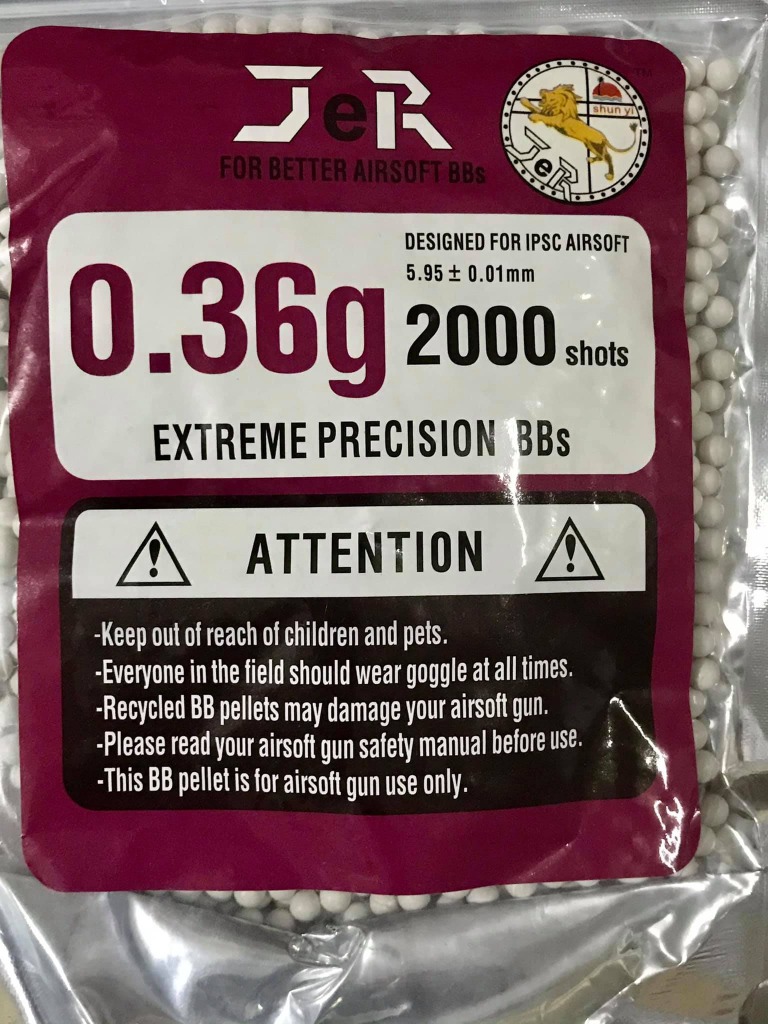 JeR
TM
shun yi
JeR
FOR BETTER AIRSOFT BBs
DESIGNED FOR IPSC AIRSOFT
5.95 ± 0.01mm
0.36g
2000 shots
EXTREME PRECISION BBs
ATTENTION
-Keep out of reach of children and pets.
-Everyone in the field should wear goggle at all times.
-Recycled BB pellets may damage your airsoft gun.
-Please read your airsoft gun safety manual before use.
-This BB pellet is for airsoft gun use only.